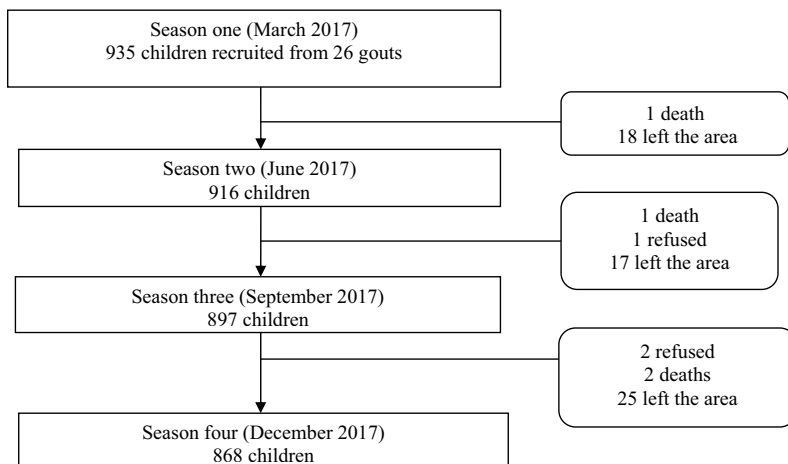 Season one (March 2017)
935 children recruited from 26 gouts
1 death
18 left the area
Season two (June 2017)
916 children
1 death
1 refused
17 left the area
Season three (September 2017)
897 children
2 refused
2 deaths
25 left the area
Season four (December 2017)
868 children